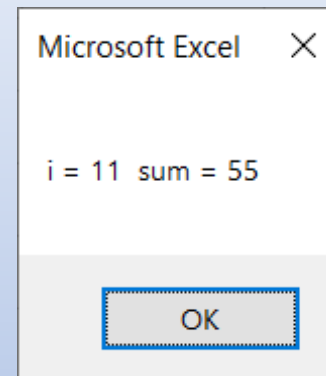 Microsoft Excel
i = 11  sum = 55
OK